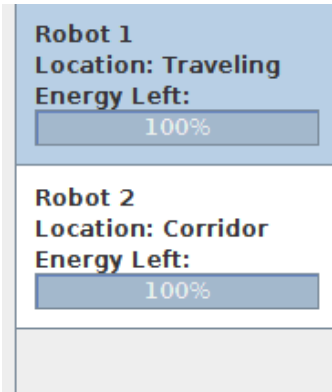 Robot 1
Location: Traveling
Energy Left:
100%
Robot 2
Location: Corridor
Energy Left:
100%